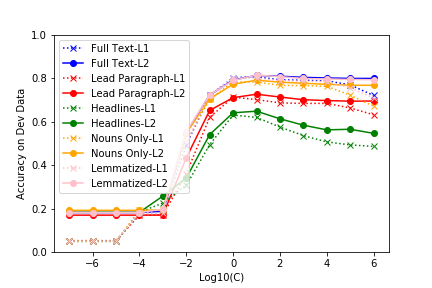 1.0
0.8
0.6
0.4
0.2
0.0
Accuracy on Dev Data
Full Text-L1
Full Text-L2
Lead Paragraph-L1
Lead Paragraph-L2
Headlines-L1
Headlines-L2
Nouns Only-L1
Nouns Only-L2
Lemmatized-L1
Lemmatized-L2
−6 −4 −2 0 2 4 6
Log10(C)